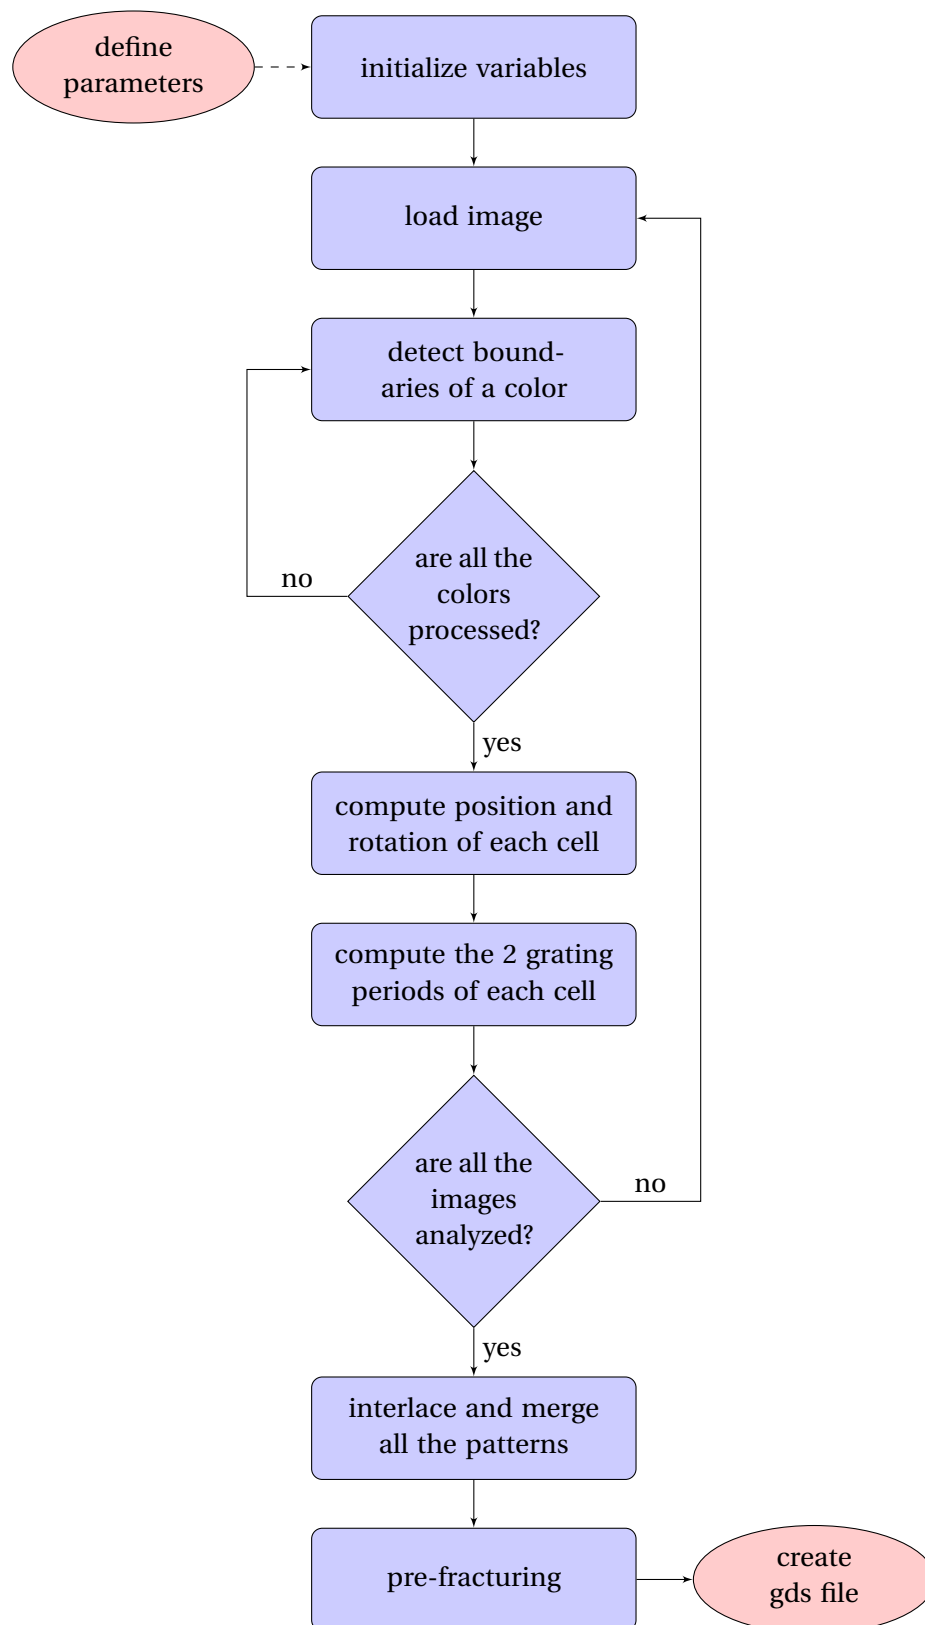 define
parameters
initialize variables
load image
detect bound-
aries of a color
are all the
colors
processed?
no
yes
compute position and
rotation of each cell
compute the 2 grating
periods of each cell
are all the
images
analyzed?
no
yes
interlace and merge
all the patterns
pre-fracturing
create
gds file